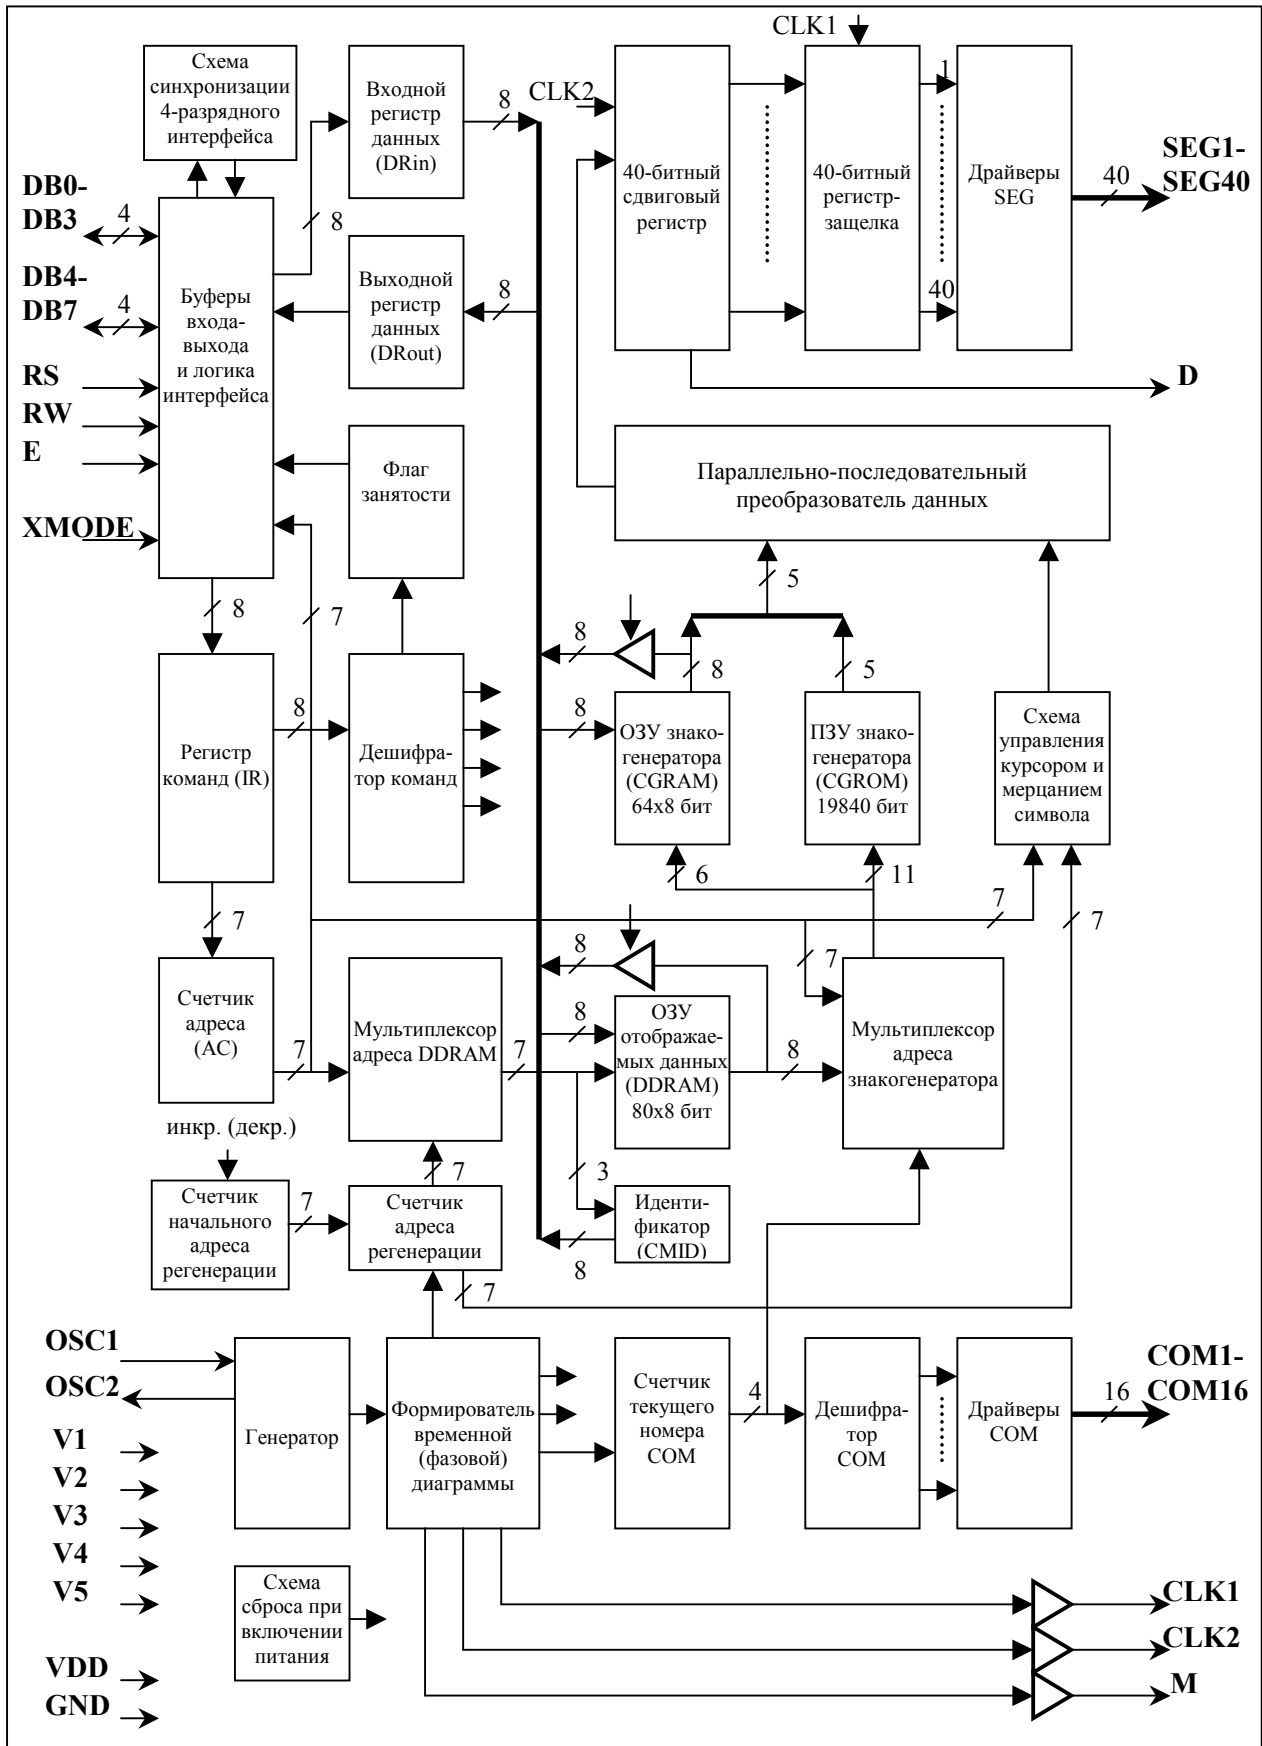 CLK1
Схема
синхронизации
4-разрядного
интерфейса
Входной
регистр
данных
(DRin)
8
CLK2
40-битный
сдвиговый
регистр
40-битный
регистр-
защелка
1
40
Драйверы
SEG
40
SEG1-
SEG40
DB0-
DB3
4
8
DB4-
DB7
4
Буферы
входа-
выхода
и логика
интерфейса
Выходной
регистр
данных
(DRout)
8
RS
RW
E
XMODE
D
Флаг
занятости
Параллельно-последовательный
преобразователь данных
5
8
7
8
8
5
8
Регистр
команд (IR)
8
Дешифра-
тор команд
8
ОЗУ знако-
генератора
(CGRAM)
64x8 бит
ПЗУ знако-
генератора
(CGROM)
19840 бит
Схема
управления
курсором и
мерцанием
символа
6
11
7
7
7
7
8
Счетчик
адреса
(AC)
7
Мультиплексор
адреса DDRAM
7
8
ОЗУ
отображае-
мых данных
(DDRAM)
80x8 бит
8
Мультиплексор
адреса
знакогенератора
инкр. (декр.)
7
3
Счетчик
начального
адреса
регенерации
7
Счетчик
адреса
регенерации
Иденти-
фикатор
(CMID)
8
7
OSC1
OSC2
Генератор
Формирователь
временной
(фазовой)
диаграммы
Счетчик
текущего
номера
COM
4
Дешифра-
тор
COM
Драйверы
COM
16
COM1-
COM16
V1
V2
V3
V4
V5
Схема
сброса при
включении
питания
CLK1
CLK2
M
VDD
GND